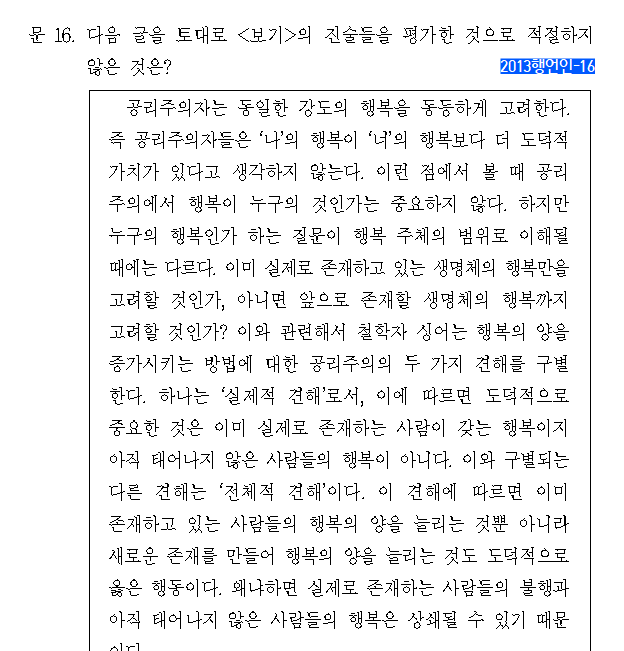 문 16. 다음 글을 토대로 <보기>의 진술들을 평가한 것으로 적절하지
않은 것은?
2013행언인-16
공리주의자는 동일한 강도의 행복을 동등하게 고려한다.
즉 공리주의자들은 ‘나’의 행복이 ‘너’의 행복보다 더 도덕적
가치가 있다고 생각하지 않는다. 이런 점에서 볼 때 공리
주의에서 행복이 누구의 것인가는 중요하지 않다. 하지만
누구의 행복인가 하는 질문이 행복 주체의 범위로 이해될
때에는 다르다. 이미 실제로 존재하고 있는 생명체의 행복만을
고려할 것인가, 아니면 앞으로 존재할 생명체의 행복까지
고려할 것인가? 이와 관련해서 철학자 싱어는 행복의 양을
증가시키는 방법에 대한 공리주의의 두 가지 견해를 구별
한다. 하나는 ‘실제적 견해’로서, 이에 따르면 도덕적으로
중요한 것은 이미 실제로 존재하는 사람이 갖는 행복이지
아직 태어나지 않은 사람들의 행복이 아니다. 이와 구별되는
다른 견해는 ‘전체적 견해’이다. 이 견해에 따르면 이미
존재하고 있는 사람들의 행복의 양을 늘리는 것뿐 아니라
새로운 존재를 만들어 행복의 양을 늘리는 것도 도덕적으로
옳은 행동이다. 왜냐하면 실제로 존재하는 사람들의 불행과
아직 태어나지 않은 사람들의 행복은 상쇄될 수 있기 때문
이다.